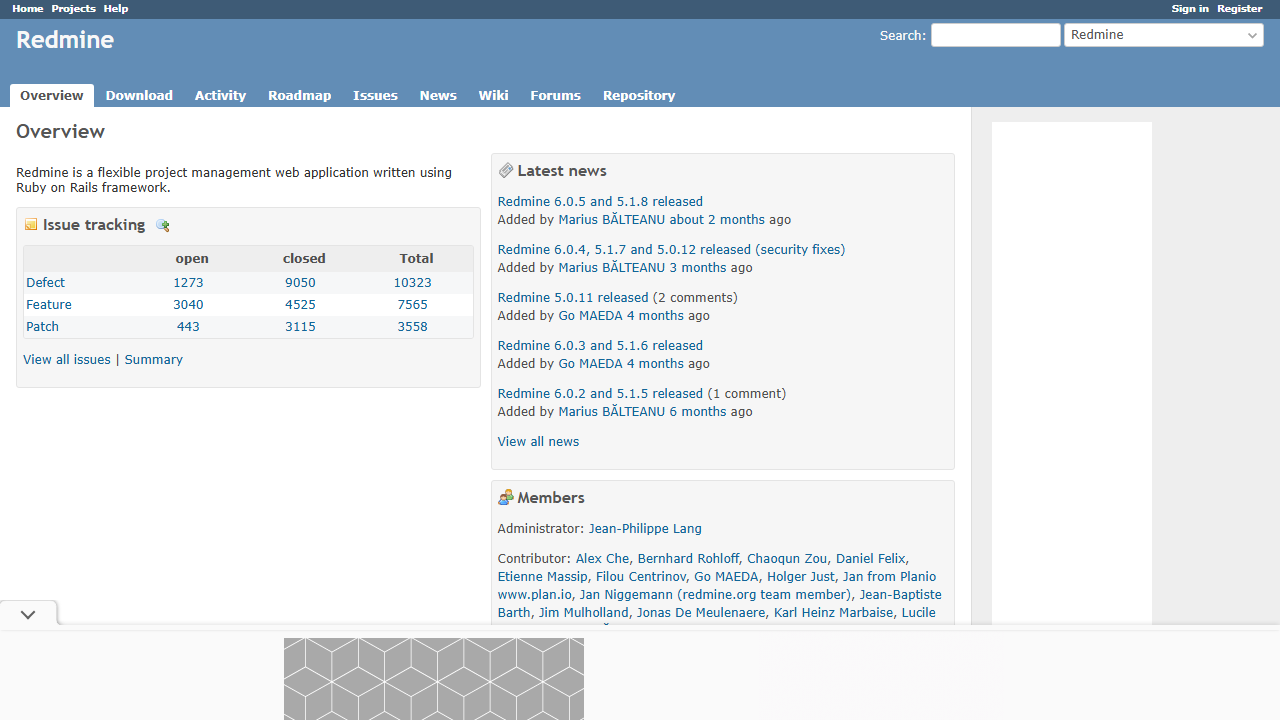 Home Projects Help Sign in Register
Redmine Search: Redmine
Overview Download Activity Roadmap Issues News Wiki Forums Repository
Overview
Redmine is a flexible project management web application written using
Ruby on Rails framework.
Issue tracking
open closed Total
Defect 1273 9050 10323
Feature 3040 4525 7565
Patch 443 3115 3558
View all issues | Summary
Latest news
Redmine 6.0.5 and 5.1.8 released
Added by Marius BĂLTEANU about 2 months ago
Redmine 6.0.4, 5.1.7 and 5.0.12 released (security fixes)
Added by Marius BĂLTEANU 3 months ago
Redmine 5.0.11 released (2 comments)
Added by Go MAEDA 4 months ago
Redmine 6.0.3 and 5.1.6 released
Added by Go MAEDA 4 months ago
Redmine 6.0.2 and 5.1.5 released (1 comment)
Added by Marius BĂLTEANU 6 months ago
View all news
Members
Administrator: Jean-Philippe Lang
Contributor: Alex Che, Bernhard Rohloff, Chaoqun Zou, Daniel Felix,
Etienne Massip, Filou Centrinov, Go MAEDA, Holger Just, Jan from Planio
www.plan.io, Jan Niggemann (redmine.org team member), Jean-Baptiste
Barth, Jim Mulholland, Jonas De Meulenaere, Karl Heinz Marbaise, Lucile